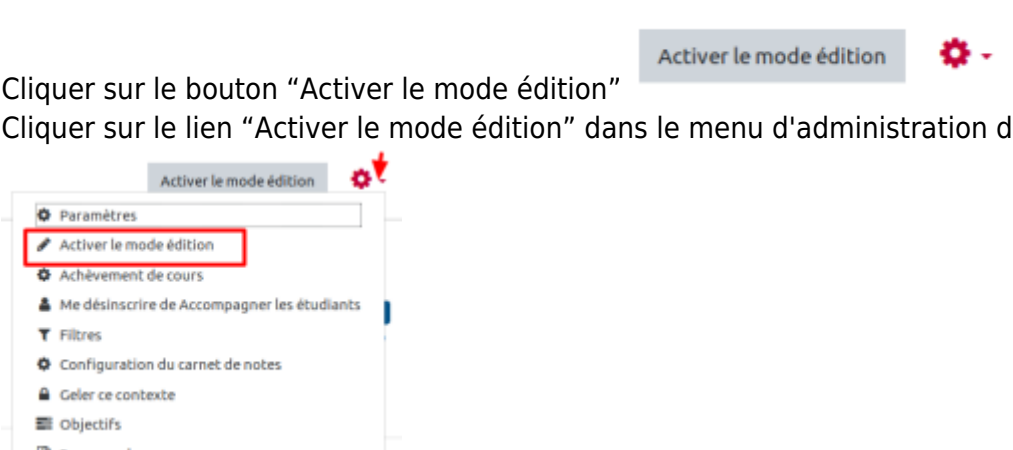 Activer le mode édition
Cliquer sur le bouton “Activer le mode édition”
Cliquer sur le lien “Activer le mode édition” dans le menu d'administration d
Activer le mode édition
Paramètres
Activer le mode édition
Achèvement de cours
Me désinscrire de Accompagner les étudiants
Filtres
Configuration du carnet de notes
Geler ce contexte
Objectifs